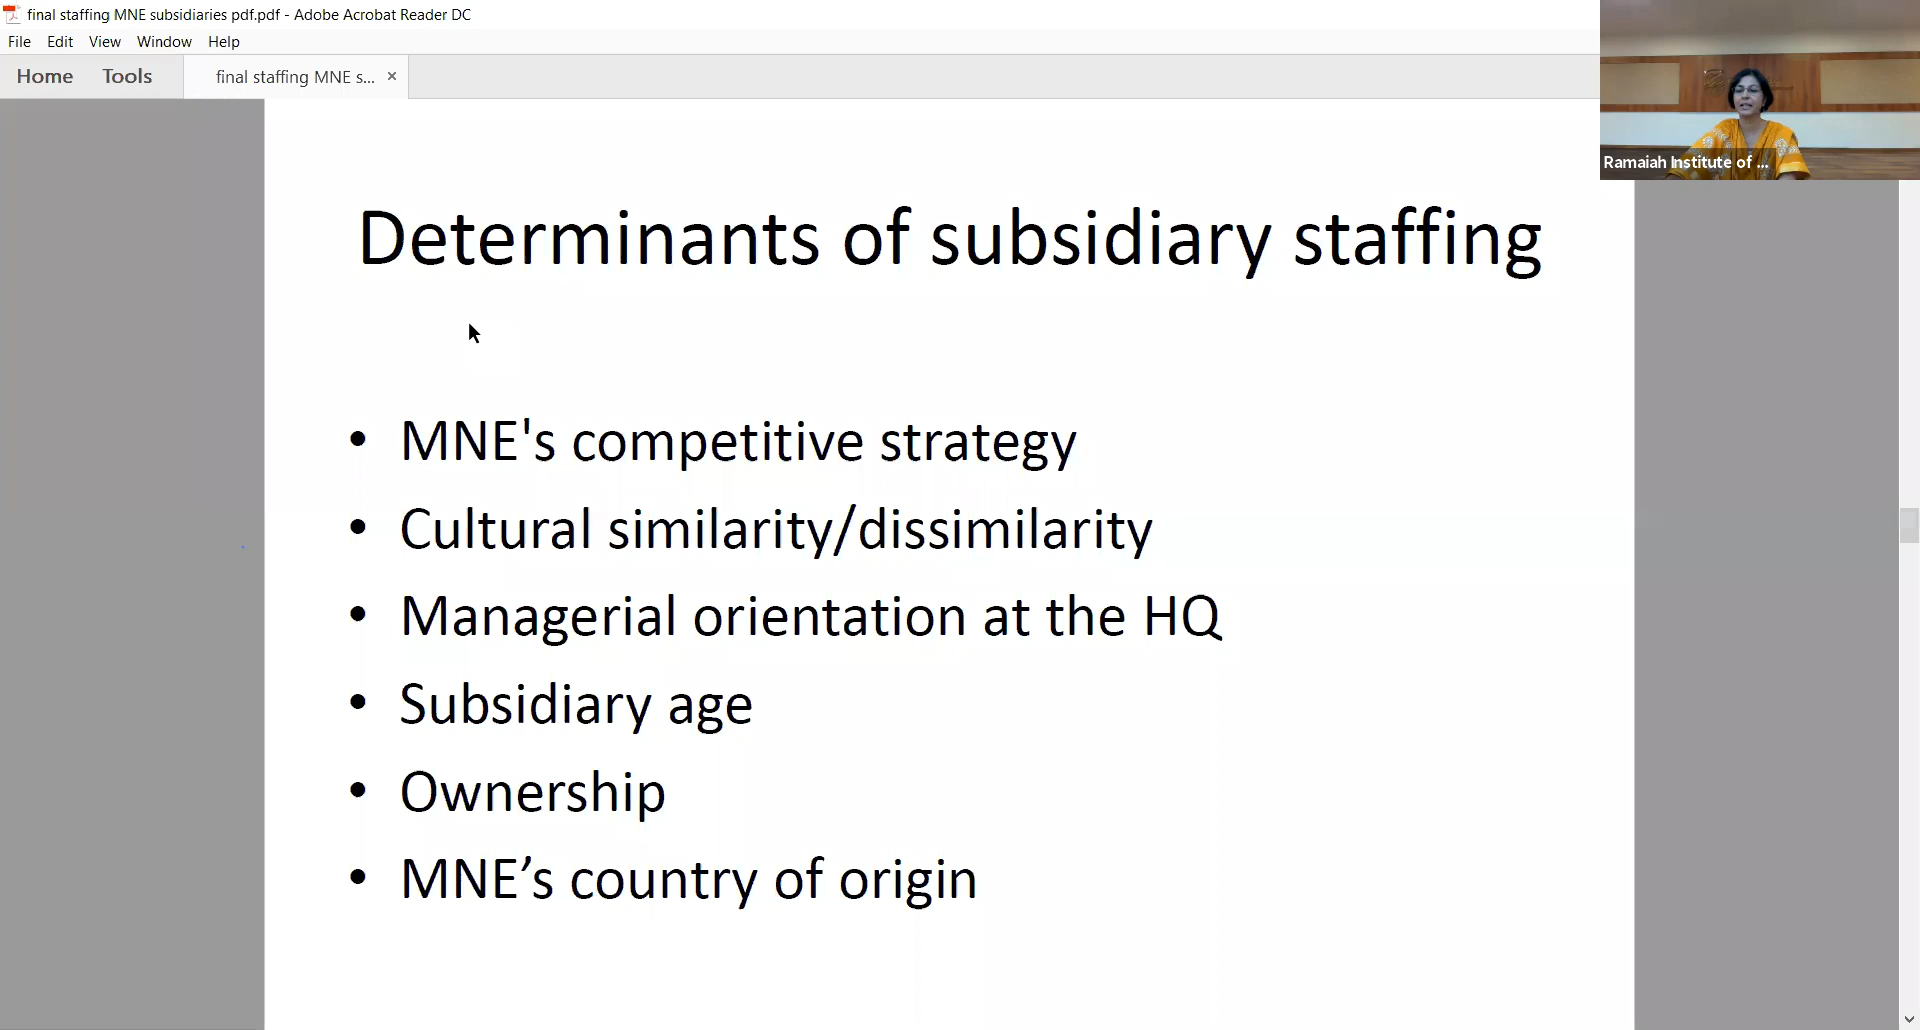 final staffing MNE subsidiaries pdf.pdf - Adobe Acrobat Reader DC
File Edit View Window Help
Home Tools final staffing MNE s... ×
Ramaiah Institute of ...
Determinants of subsidiary staffing
• MNE's competitive strategy
• Cultural similarity/dissimilarity
• Managerial orientation at the HQ
• Subsidiary age
• Ownership
• MNE’s country of origin